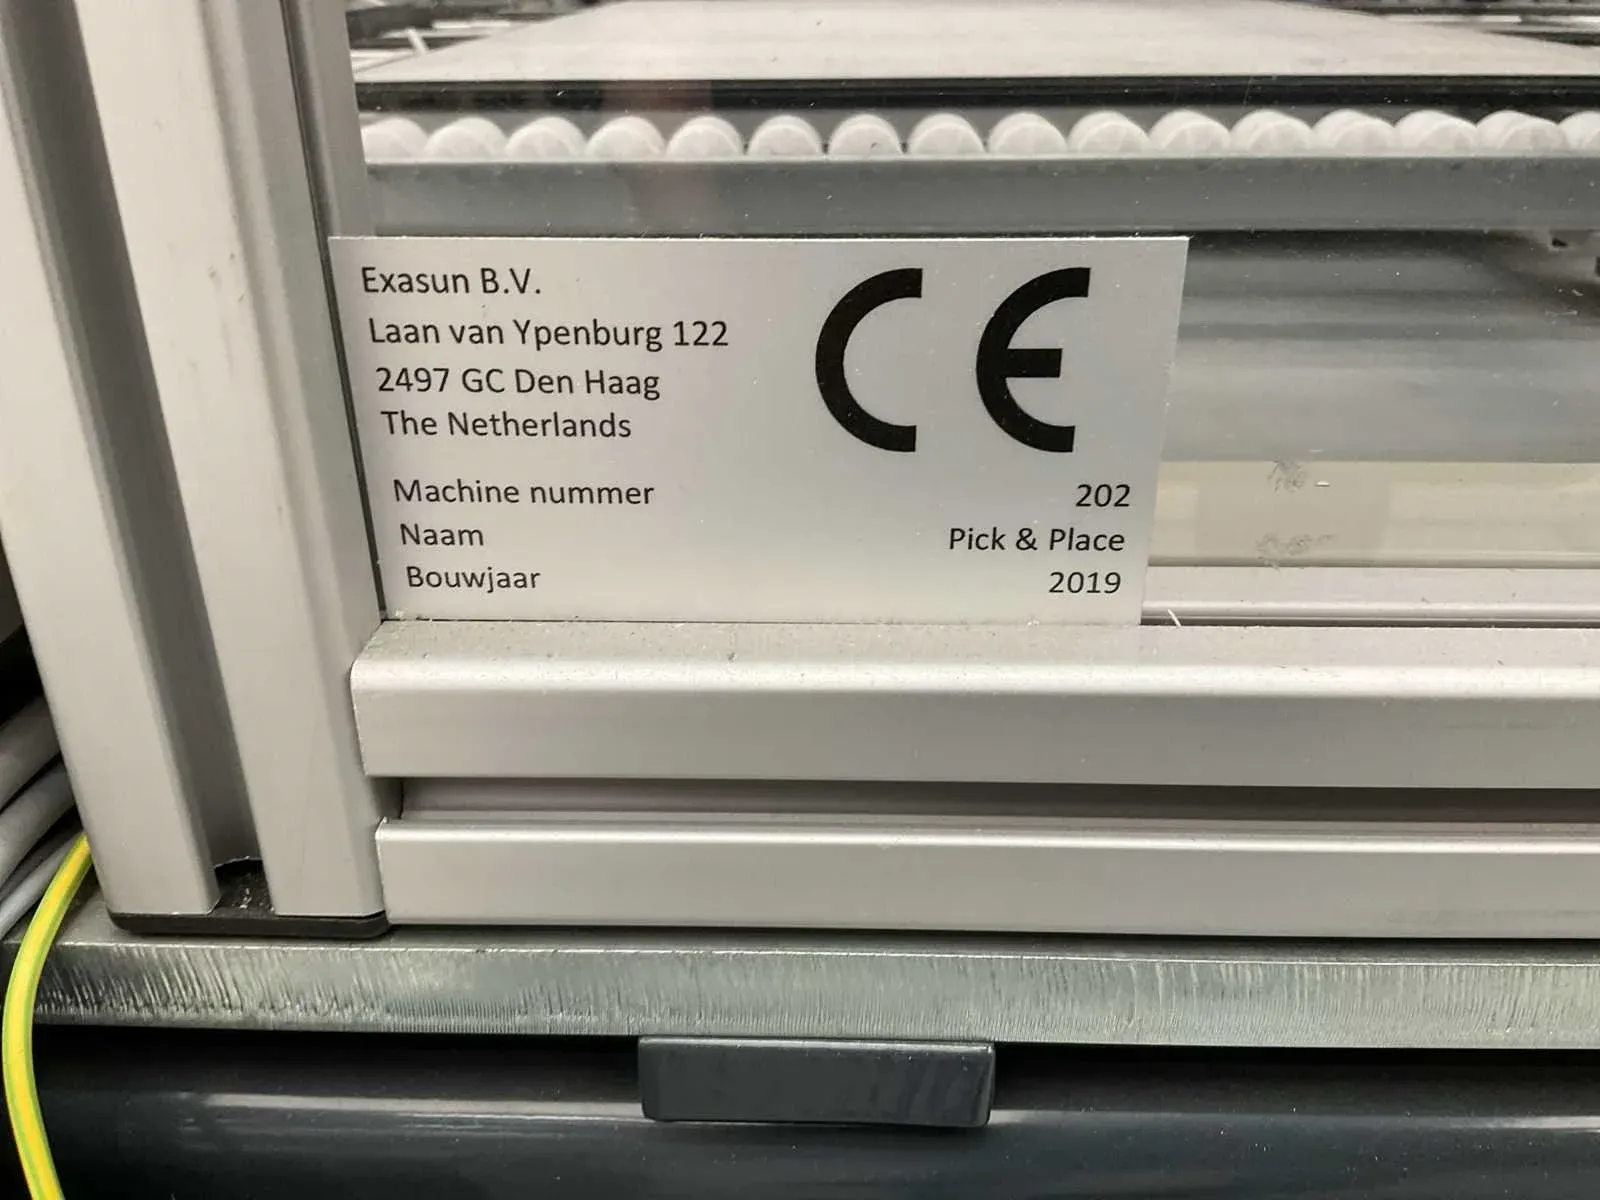 Exasun B.V.
Laan van Ypenburg 122
2497 GC Den Haag
The Netherlands
CE
Machine nummer 202
Naam Pick & Place
Bouwjaar 2019